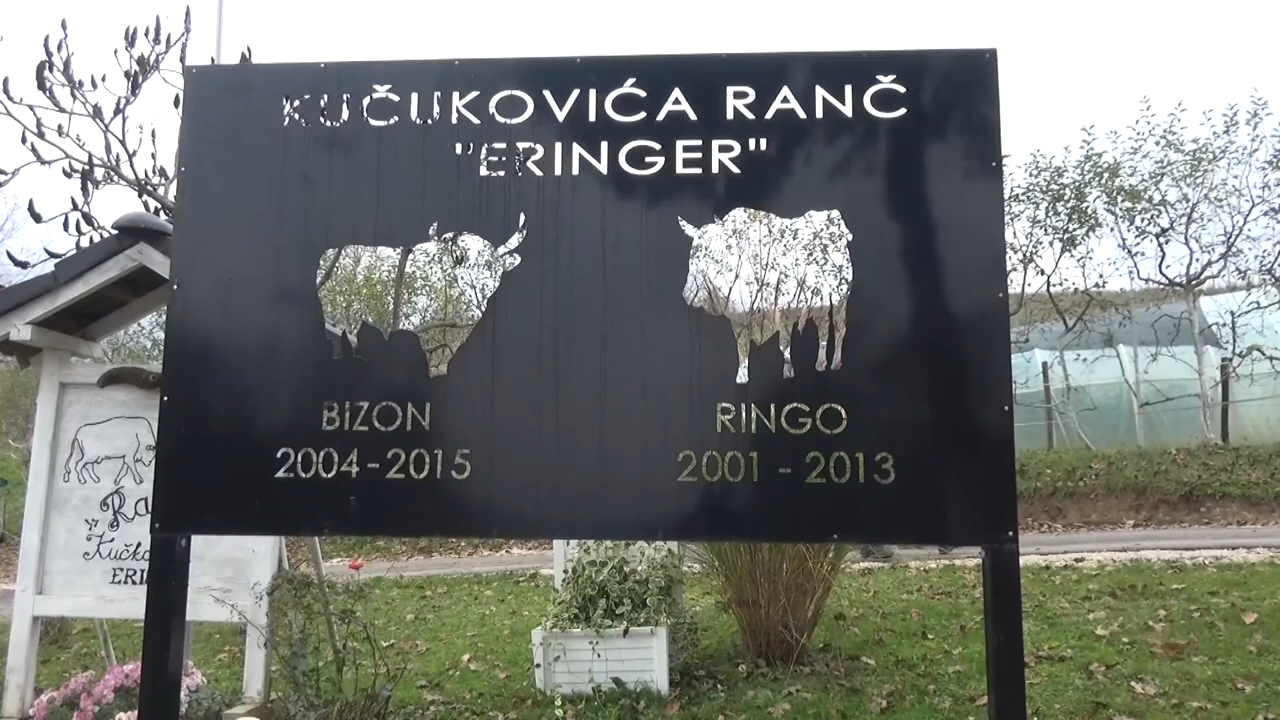 KUČUKOVIĆA RANČ
"ERINGER"
BIZON
2004-2015
RINGO
2001 - 2013